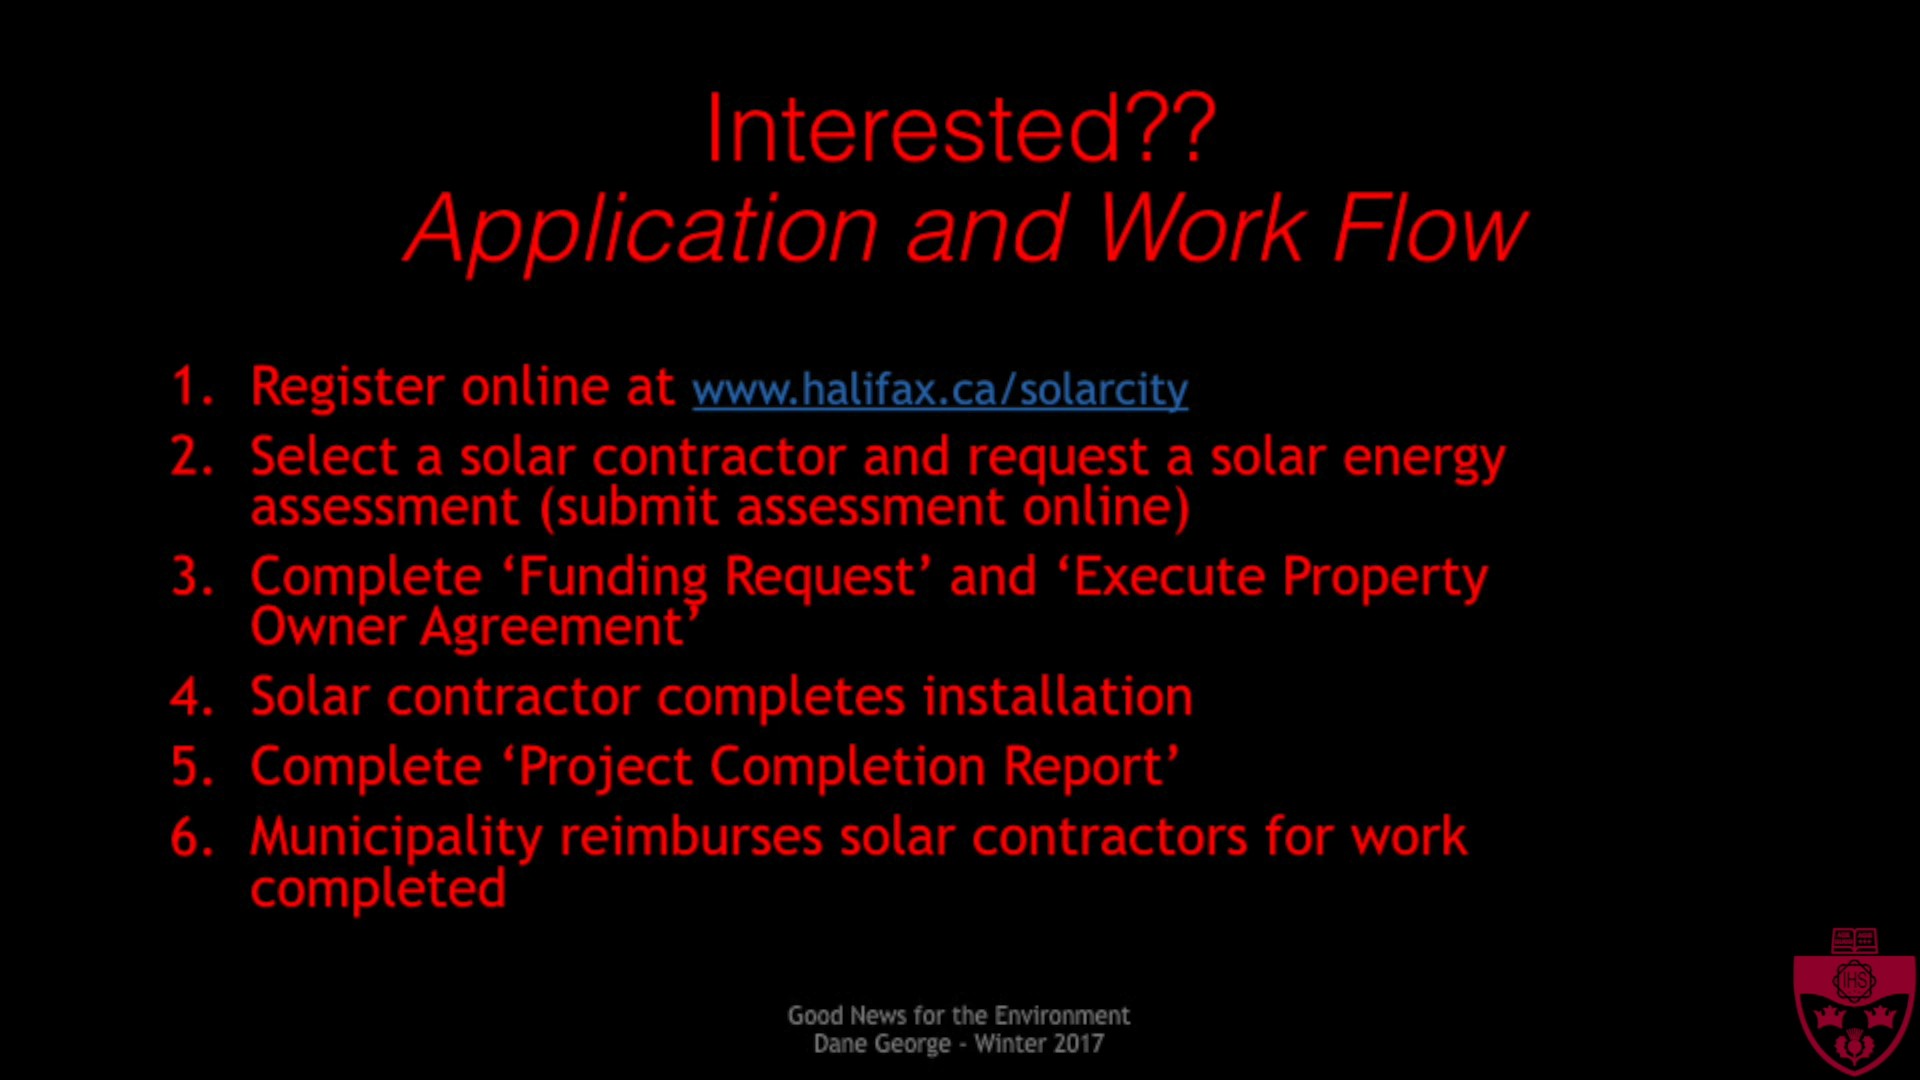 Interested??
Application and Work Flow
1. Register online at www.halifax.ca/solarcity
2. Select a solar contractor and request a solar energy
assessment (submit assessment online)
3. Complete ‘Funding Request’ and ‘Execute Property
Owner Agreement’
4. Solar contractor completes installation
5. Complete ‘Project Completion Report’
6. Municipality reimburses solar contractors for work
completed
IHS
Good News for the Environment
Dane George - Winter 2017